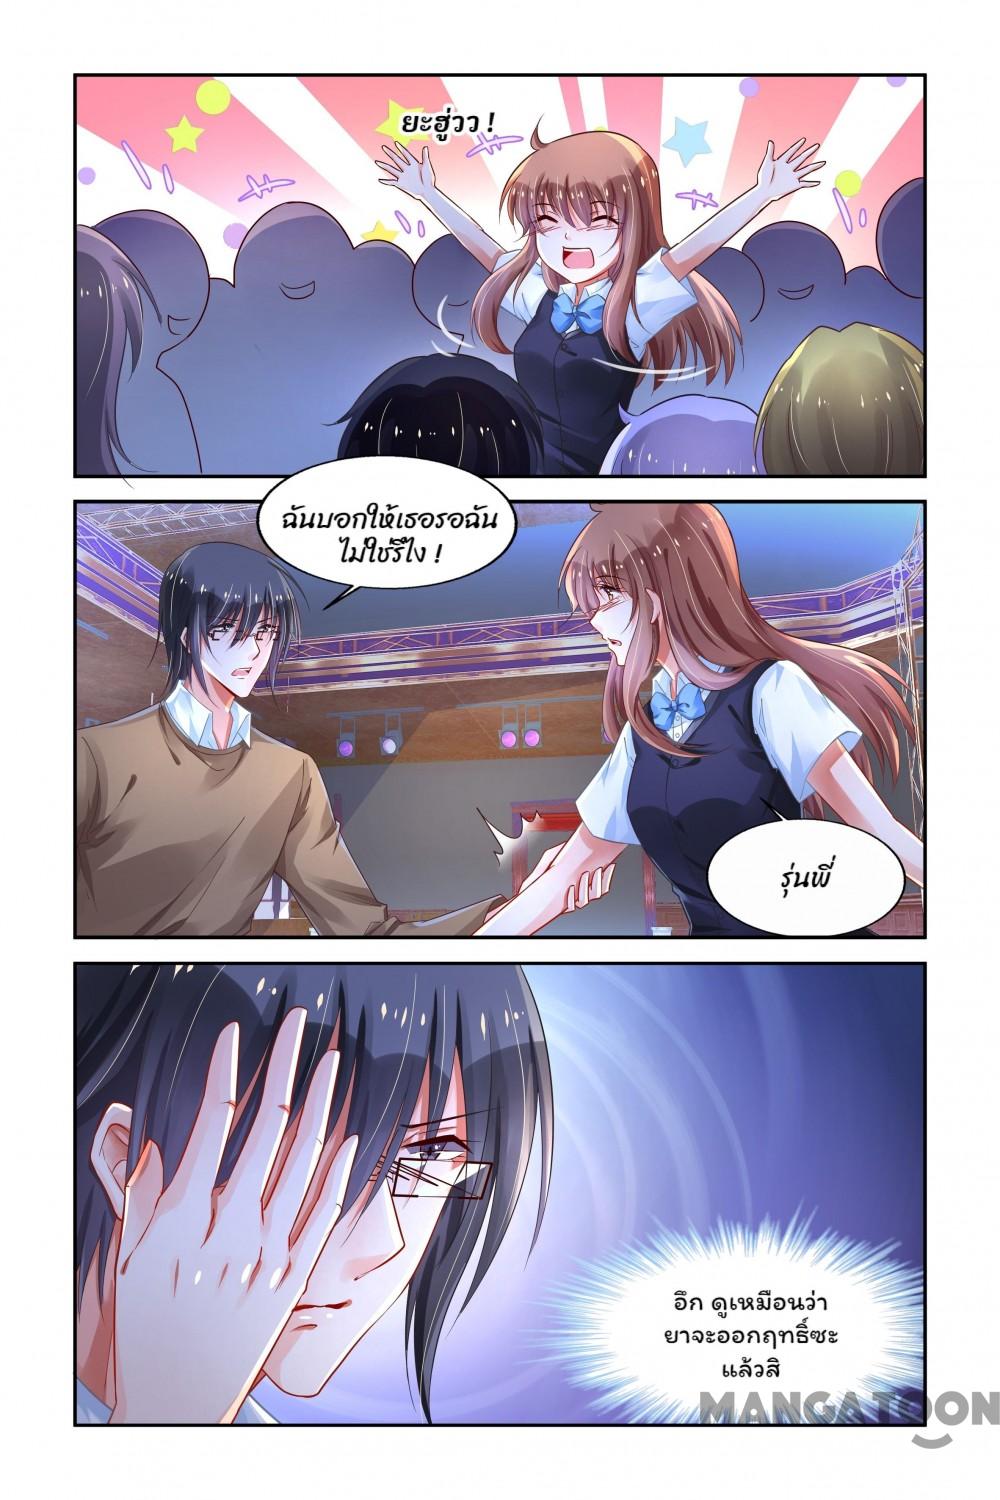 ยะฮู่วว !
ฉันบอกให้เธอรอฉัน
ไม่ใช่รึไง !
รุ่นพี่
อึก ดูเหมือนว่า
ยาจะออกฤทธิ์ซะ
แล้วสิ
MANGATOON